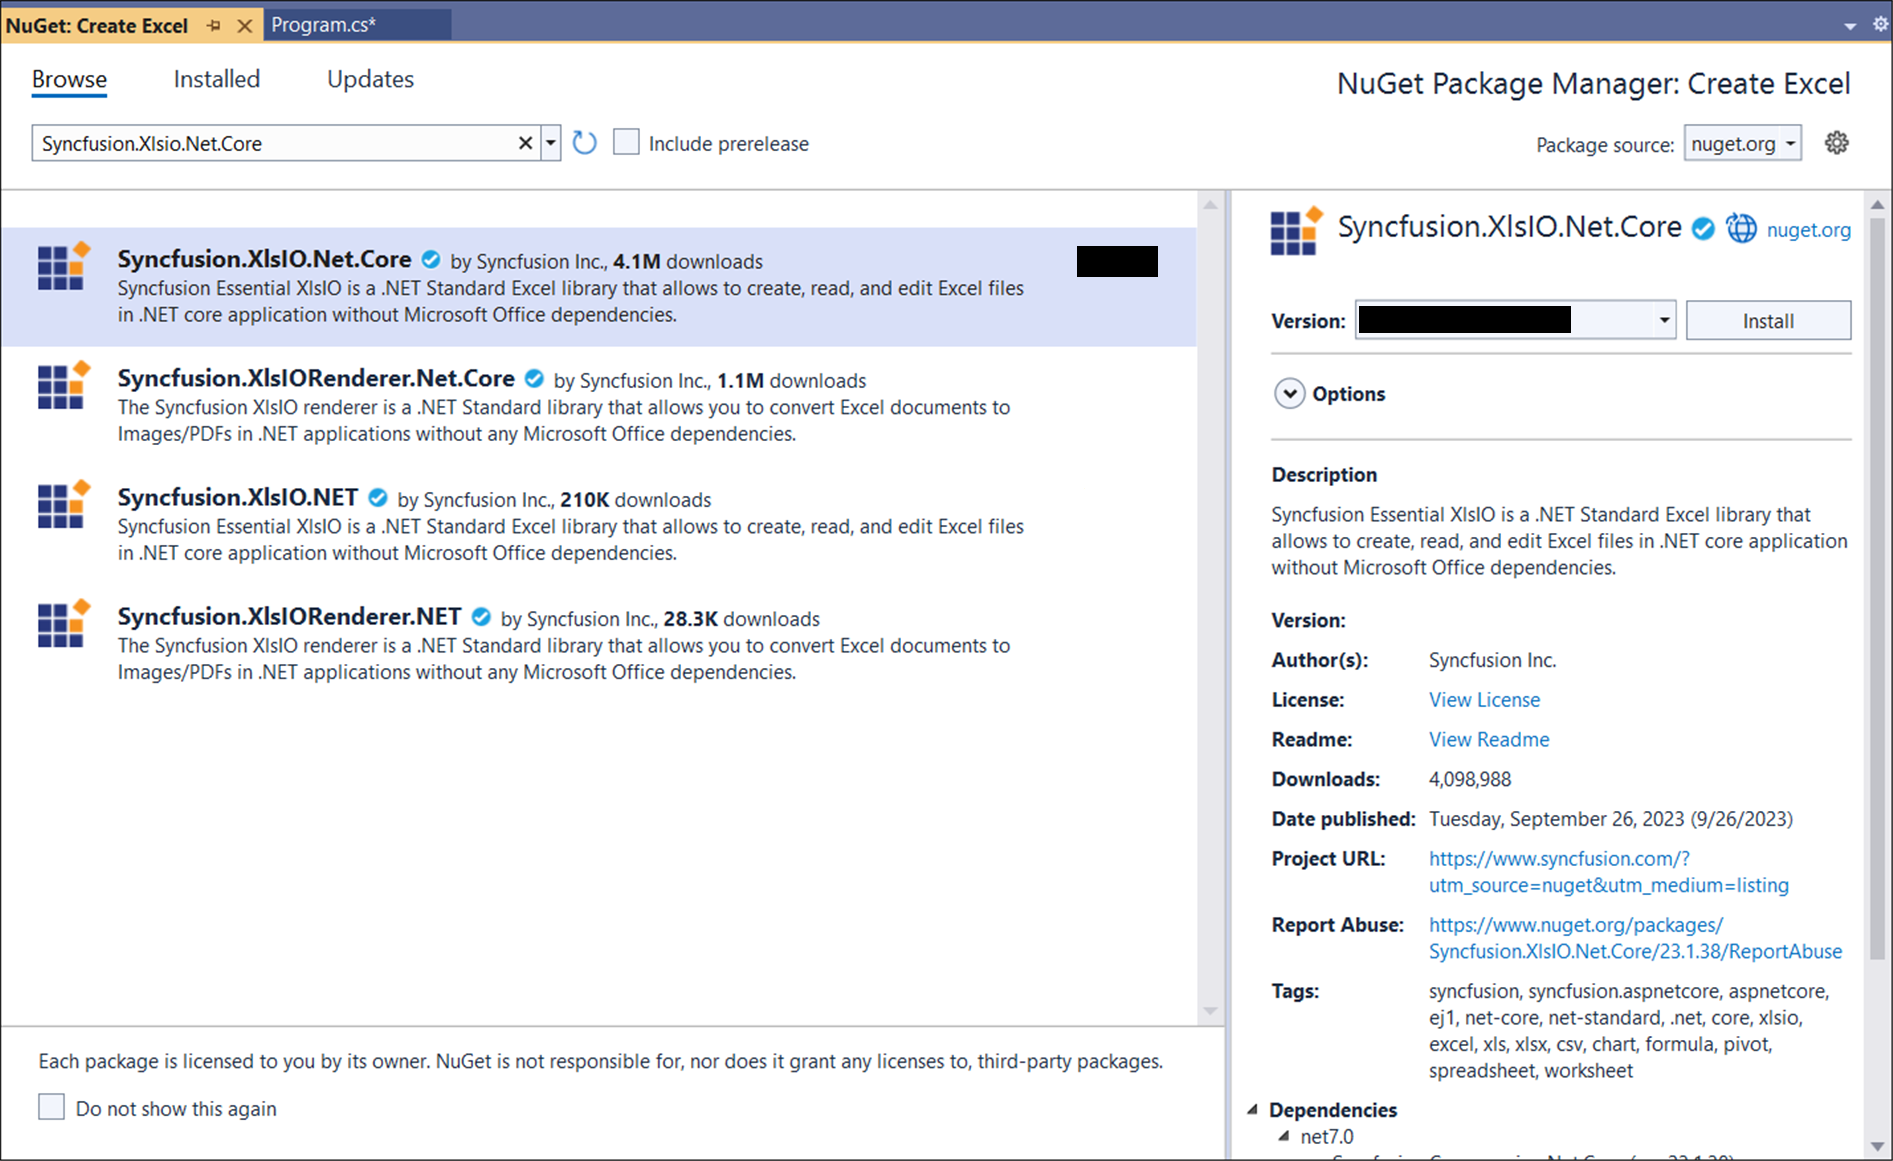 NuGet: Create Excel
Program.cs*
Browse
Installed
Updates
NuGet Package Manager: Create Excel
Syncfusion.Xlsio.Net.Core
Include prerelease
Package source:
nuget.org
Syncfusion.XlsIO.Net.Core by Syncfusion Inc., 4.1M downloads
Syncfusion Essential XlsIO is a .NET Standard Excel library that allows to create, read, and edit Excel files
in .NET core application without Microsoft Office dependencies.
Syncfusion.XlsIORenderer.Net.Core by Syncfusion Inc., 1.1M downloads
The Syncfusion XlsIO renderer is a .NET Standard library that allows you to convert Excel documents to
Images/PDFs in .NET applications without any Microsoft Office dependencies.
Syncfusion.XlsIO.NET by Syncfusion Inc., 210K downloads
Syncfusion Essential XlsIO is a .NET Standard Excel library that allows to create, read, and edit Excel files
in .NET core application without Microsoft Office dependencies.
Syncfusion.XlsIORenderer.NET by Syncfusion Inc., 28.3K downloads
The Syncfusion XlsIO renderer is a .NET Standard library that allows you to convert Excel documents to
Images/PDFs in .NET applications without any Microsoft Office dependencies.
Each package is licensed to you by its owner. NuGet is not responsible for, nor does it grant any licenses to, third-party packages.
Do not show this again
Syncfusion.XlsIO.Net.Core nuget.org
Version:
Install
Options
Description
Syncfusion Essential XlsIO is a .NET Standard Excel library that
allows to create, read, and edit Excel files in .NET core application
without Microsoft Office dependencies.
Version:
Author(s): Syncfusion Inc.
License: View License
Readme: View Readme
Downloads: 4,098,988
Date published: Tuesday, September 26, 2023 (9/26/2023)
Project URL: https://www.syncfusion.com/?
utm_source=nuget&utm_medium=listing
Report Abuse: https://www.nuget.org/packages/
Syncfusion.XlsIO.Net.Core/23.1.38/ReportAbuse
Tags: syncfusion, syncfusion.aspnetcore, aspnetcore,
ej1, net-core, net-standard, .net, core, xlsio,
excel, xls, xlsx, csv, chart, formula, pivot,
spreadsheet, worksheet
Dependencies
net7.0